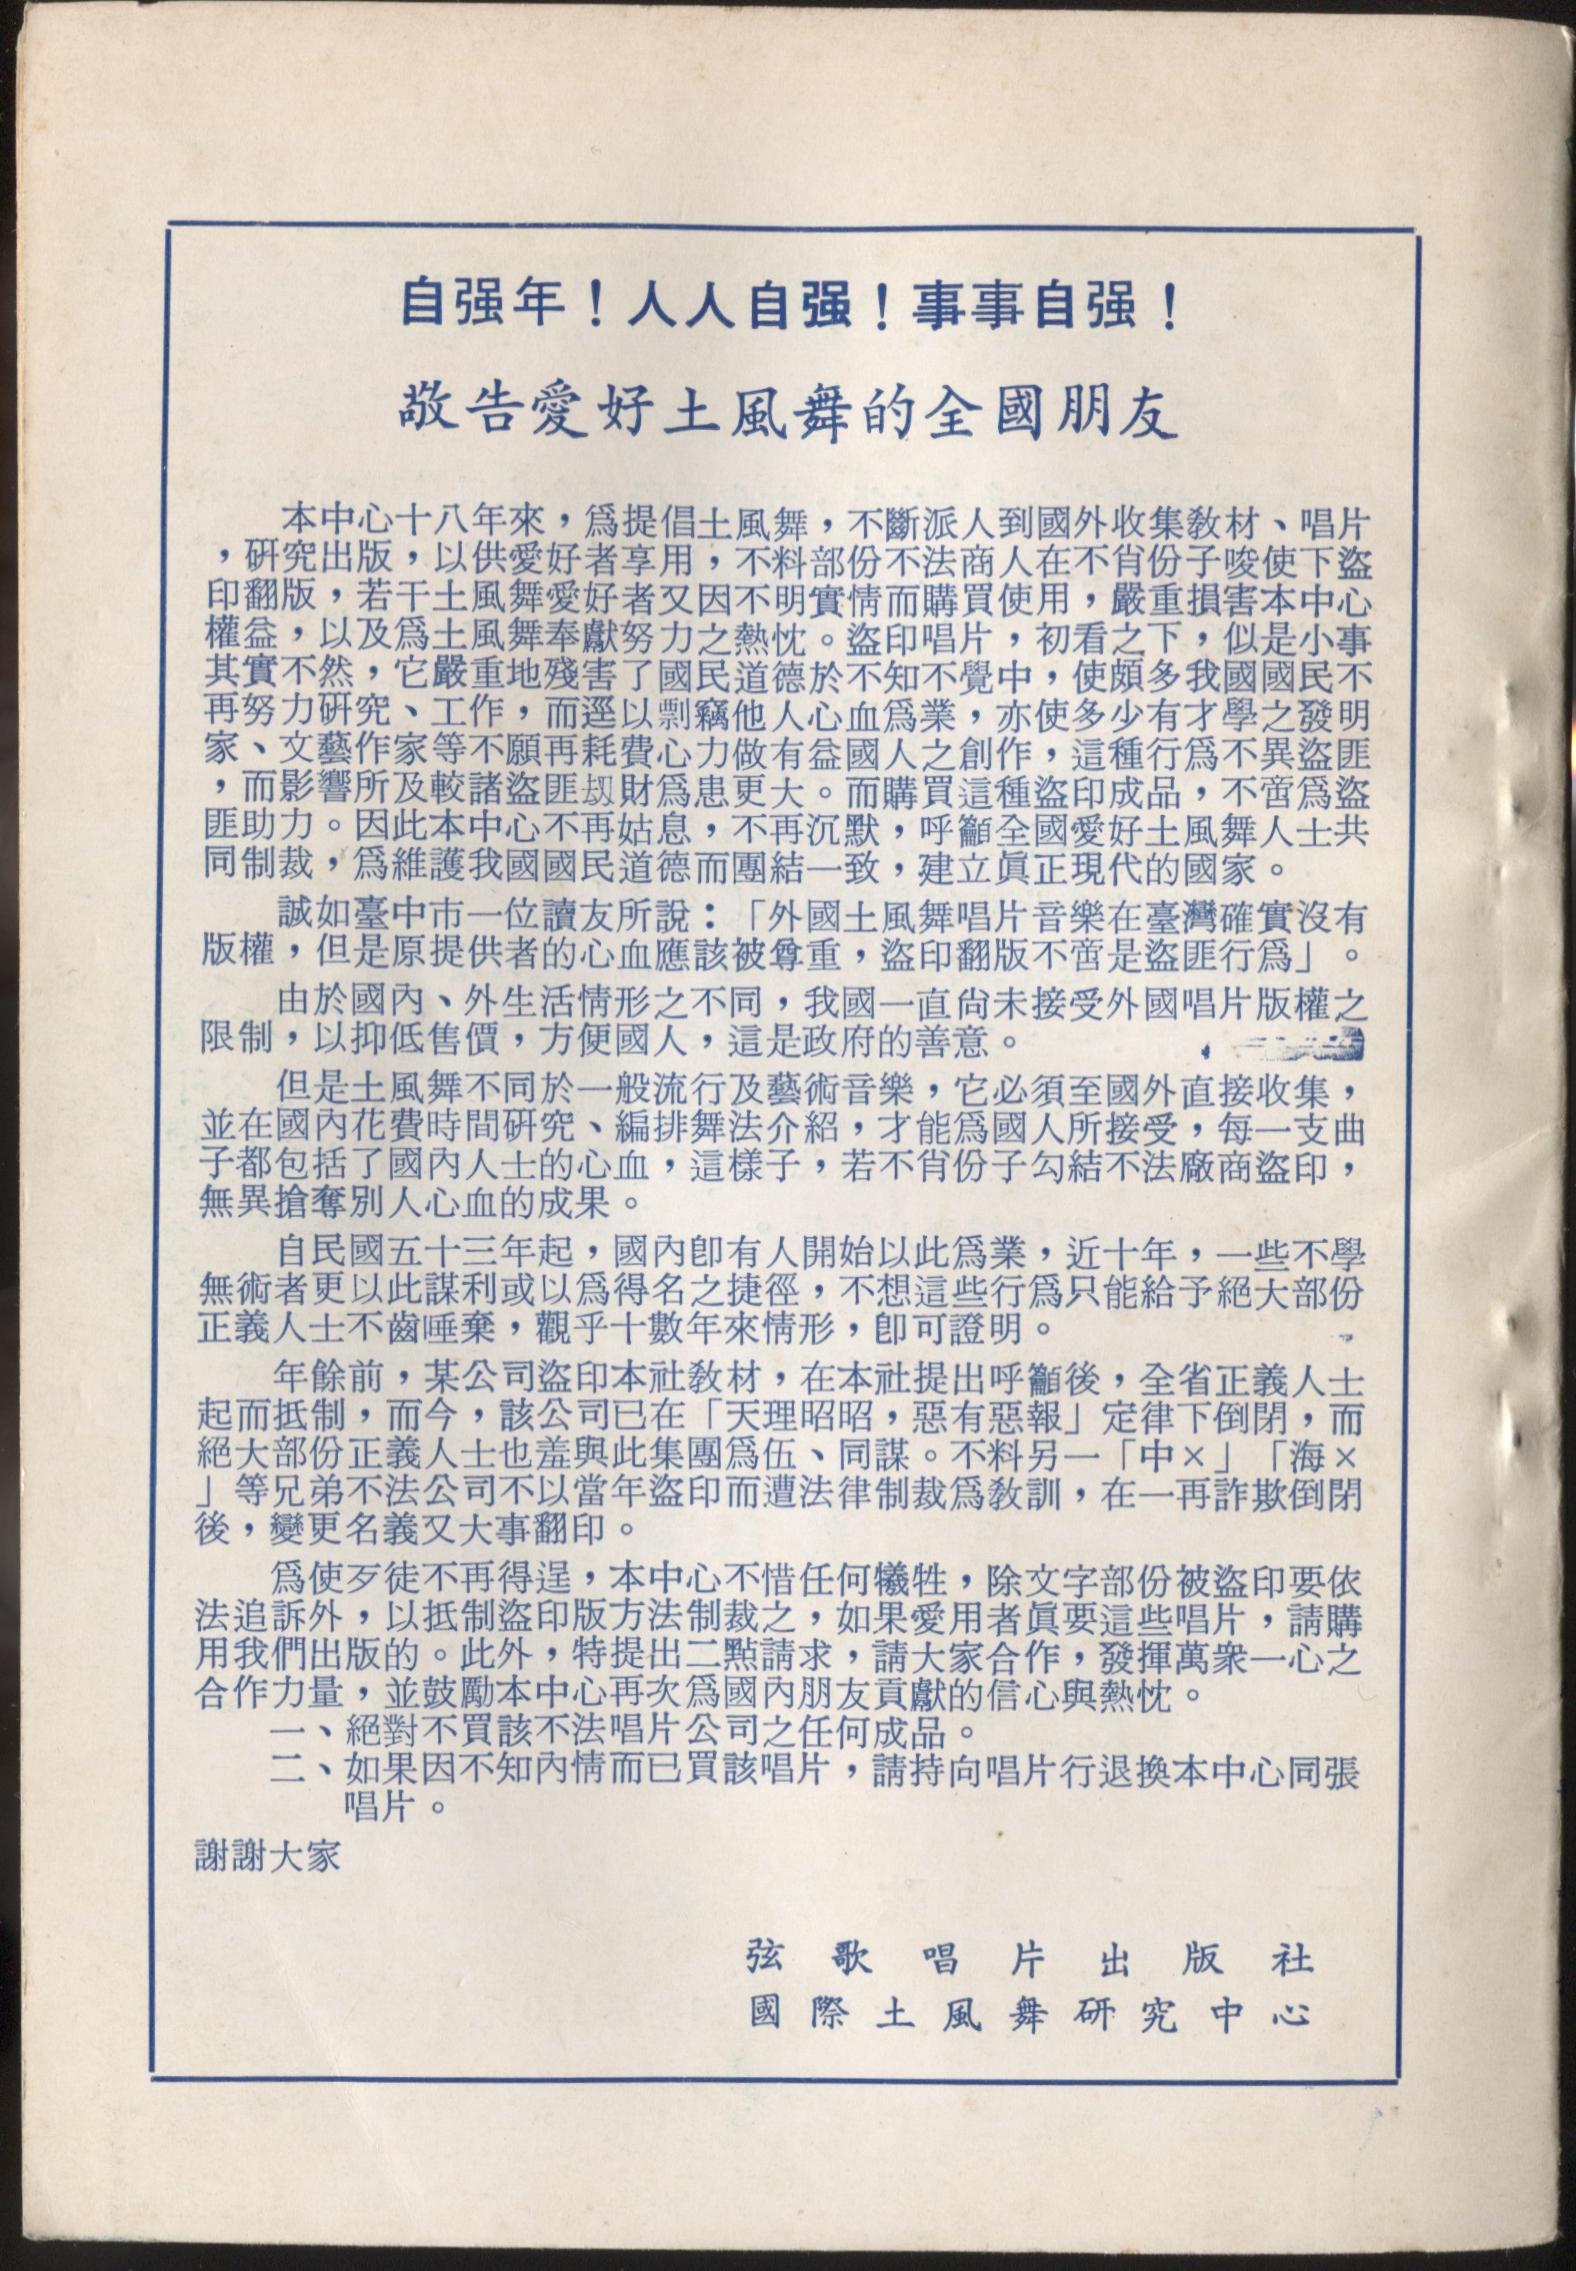 自强年！人人自强！事事自强！
敬告愛好土風舞的全國朋友
本中心十八年來，爲提倡土風舞，不斷派人到國外收集教材、唱片
，硏究出版，以供愛好者享用，不料部份不法商人在不肖份子唆使下盜
印翻版，若干土風舞愛好者又因不明實情而購買使用，嚴重損害本中心
權益，以及爲土風舞奉獻努力之熱忱。盜印唱片，初看之下，似是小事
其實不然，它嚴重地殘害了國民道德於不知不覺中，使頗多我國國民不
再努力硏究、工作，而逕以剽竊他人心血爲業，亦使多少有才學之發明
家、文藝作家等不願再耗費心力做有益國人之創作，這種行爲不異盜匪
，而影響所及較諸盜匪刼財爲患更大。而購買這種盜印成品，不啻爲盜
匪助力。因此本中心不再姑息，不再沉默，呼籲全國愛好土風舞人士共
同制裁，爲維護我國國民道德而團結一致，建立眞正現代的國家。
誠如臺中市一位讀友所說：「外國土風舞唱片音樂在臺灣確實沒有
版權，但是原提供者的心血應該被尊重，盜印翻版不啻是盜匪行爲」。
由於國內、外生活情形之不同，我國一直尙未接受外國唱片版權之
限制，以抑低售價，方便國人，這是政府的善意。
但是土風舞不同於一般流行及藝術音樂，它必須至國外直接收集，
並在國內花費時間硏究、編排舞法介紹，才能爲國人所接受，每一支曲
子都包括了國內人士的心血，這樣子，若不肖份子勾結不法廠商盜印，
無異搶奪別人心血的成果。
自民國五十三年起，國內卽有人開始以此爲業，近十年，一些不學
無術者更以此謀利或以爲得名之捷徑，不想這些行爲只能給予絕大部份
正義人士不齒唾棄，觀乎十數年來情形，卽可證明。
年餘前，某公司盜印本社教材，在本社提出呼籲後，全省正義人士
起而抵制，而今，該公司已在「天理昭昭，惡有惡報」定律下倒閉，而
絕大部份正義人士也羞與此集團爲伍、同謀。不料另一「中×」「海×
」等兄弟不法公司不以當年盜印而遭法律制裁爲教訓，在一再詐欺倒閉
後，變更名義又大事翻印。
爲使歹徒不再得逞，本中心不惜任何犧牲，除文字部份被盜印要依
法追訴外，以抵制盜印版方法制裁之，如果愛用者眞要這些唱片，請購
用我們出版的。此外，特提出二點請求，請大家合作，發揮萬衆一心之
合作力量，並鼓勵本中心再次爲國內朋友貢獻的信心與熱忱。
一、絕對不買該不法唱片公司之任何成品。
二、如果因不知內情而已買該唱片，請持向唱片行退換本中心同張
唱片。
謝謝大家
弦歌唱片出版社
國際土風舞研究中心